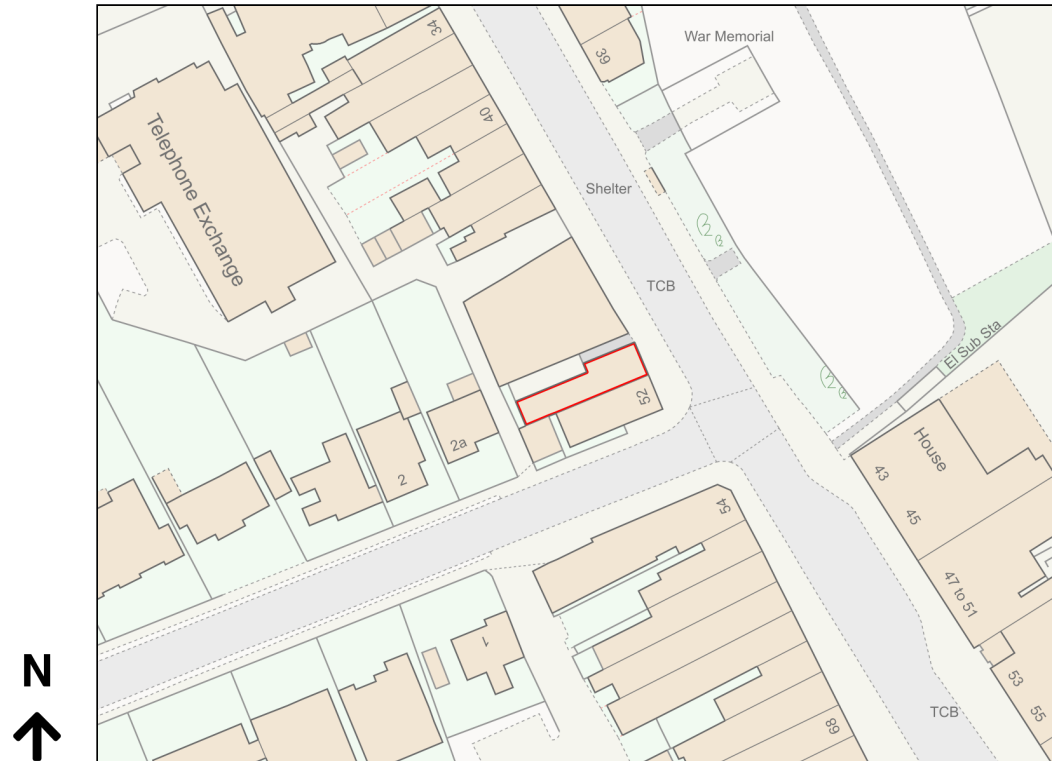 34
39
War Memorial
40
Telephone Exchange
Shelter
TCB
El Sub Sta
52
House
2a
2
43
45
54
47 to 51
1
53
55
TCB
68
N